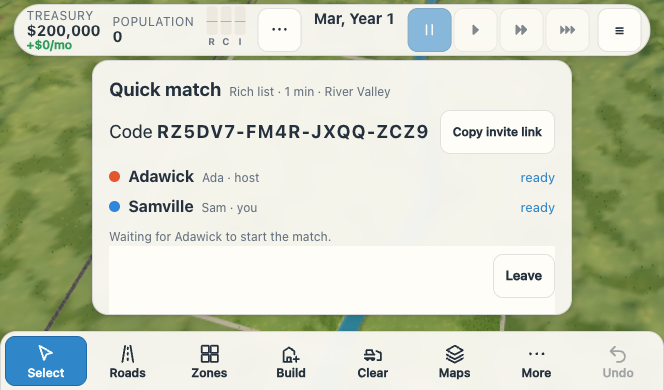 TREASURY
$200,000
+$0/mo
POPULATION
0
R C I
...
Mar, Year 1
Quick match Rich list · 1 min · River Valley
Code RZ5DV7-FM4R-JXQQ-ZCZ9
Copy invite link
Adawick Ada · host ready
Samville Sam · you ready
Waiting for Adawick to start the match.
Leave
Select Roads Zones Build Clear Maps More Undo